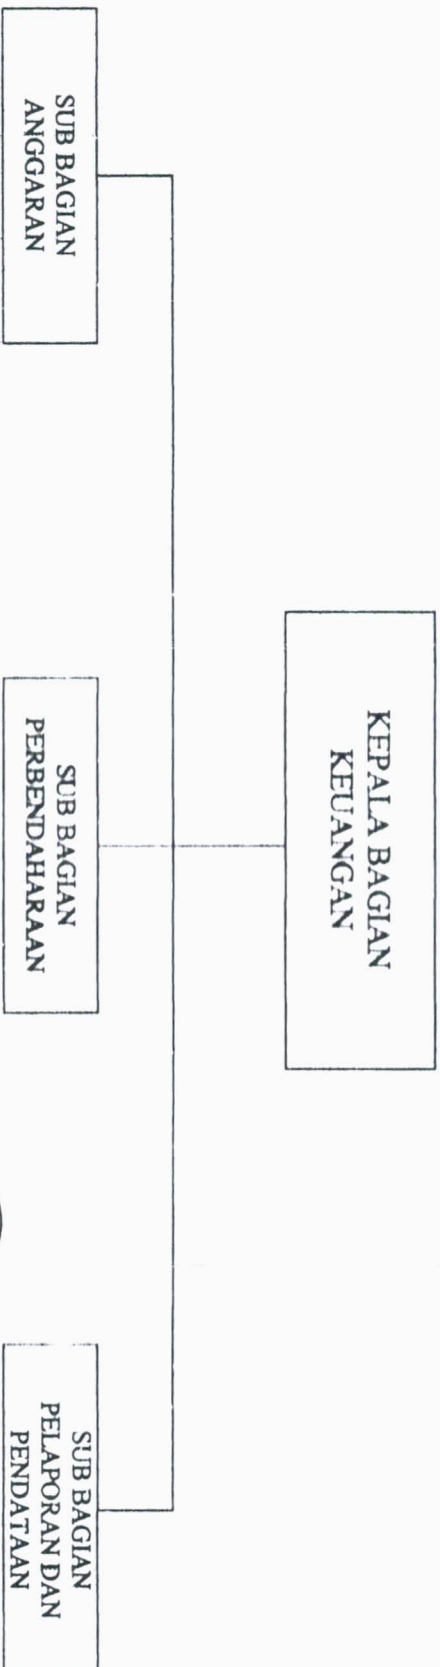 KEPALA BAGIAN
KEUANGAN
SUB BAGIAN
ANGGARAN
SUB BAGIAN
PERBENDAHARAAN
SUB BAGIAN
PELAPORAN DAN
PENDATAAN